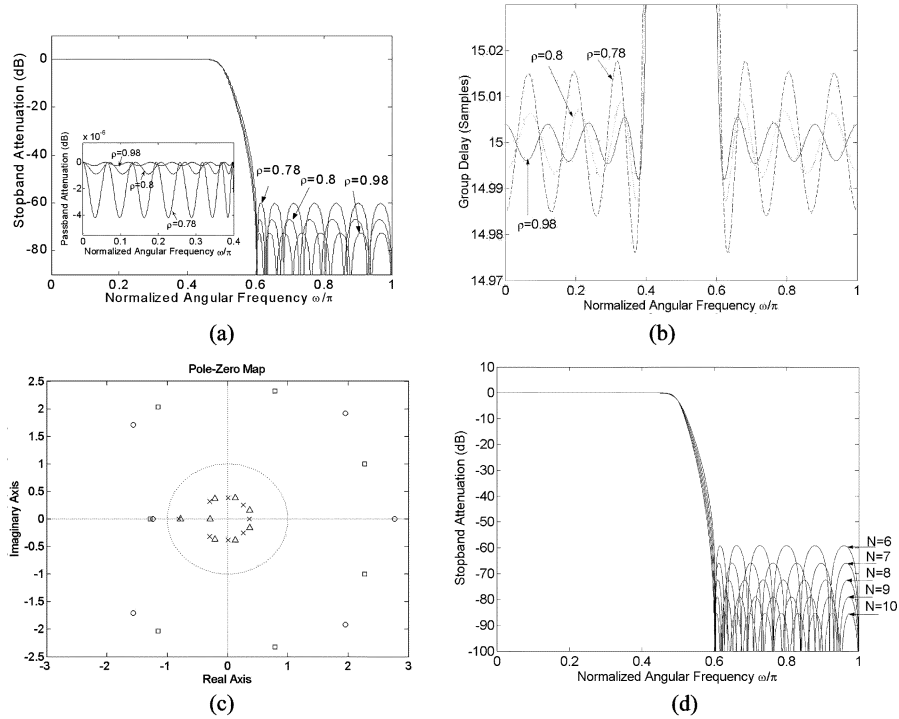 0
-20
-40
-60
-80
Stopband Attenuation (dB)
x 10⁻⁶
0
-2
-4
Passband Attenuation (dB)
ρ=0.98
ρ=0.8
ρ=0.78
0 0.1 0.2 0.3 0.4
Normalized Angular Frequency ω/π
ρ=0.78
ρ=0.8
ρ=0.98
0 0.2 0.4 0.6 0.8 1
Normalized Angular Frequency ω/π
(a)
15.03
15.02
15.01
15
14.99
14.98
14.97
Group Delay (Samples)
ρ=0.8
ρ=0.78
ρ=0.98
0 0.2 0.4 0.6 0.8 1
Normalized Angular Frequency ω/π
(b)
Pole-Zero Map
2.5
2
1.5
1
0.5
0
-0.5
-1
-1.5
-2
-2.5
Imaginary Axis
-3 -2 -1 0 1 2 3
Real Axis
(c)
10
0
-10
-20
-30
-40
-50
-60
-70
-80
-90
-100
Stopband Attenuation (dB)
N=6
N=7
N=8
N=9
N=10
0 0.2 0.4 0.6 0.8 1
Normalized Angular Frequency ω/π
(d)